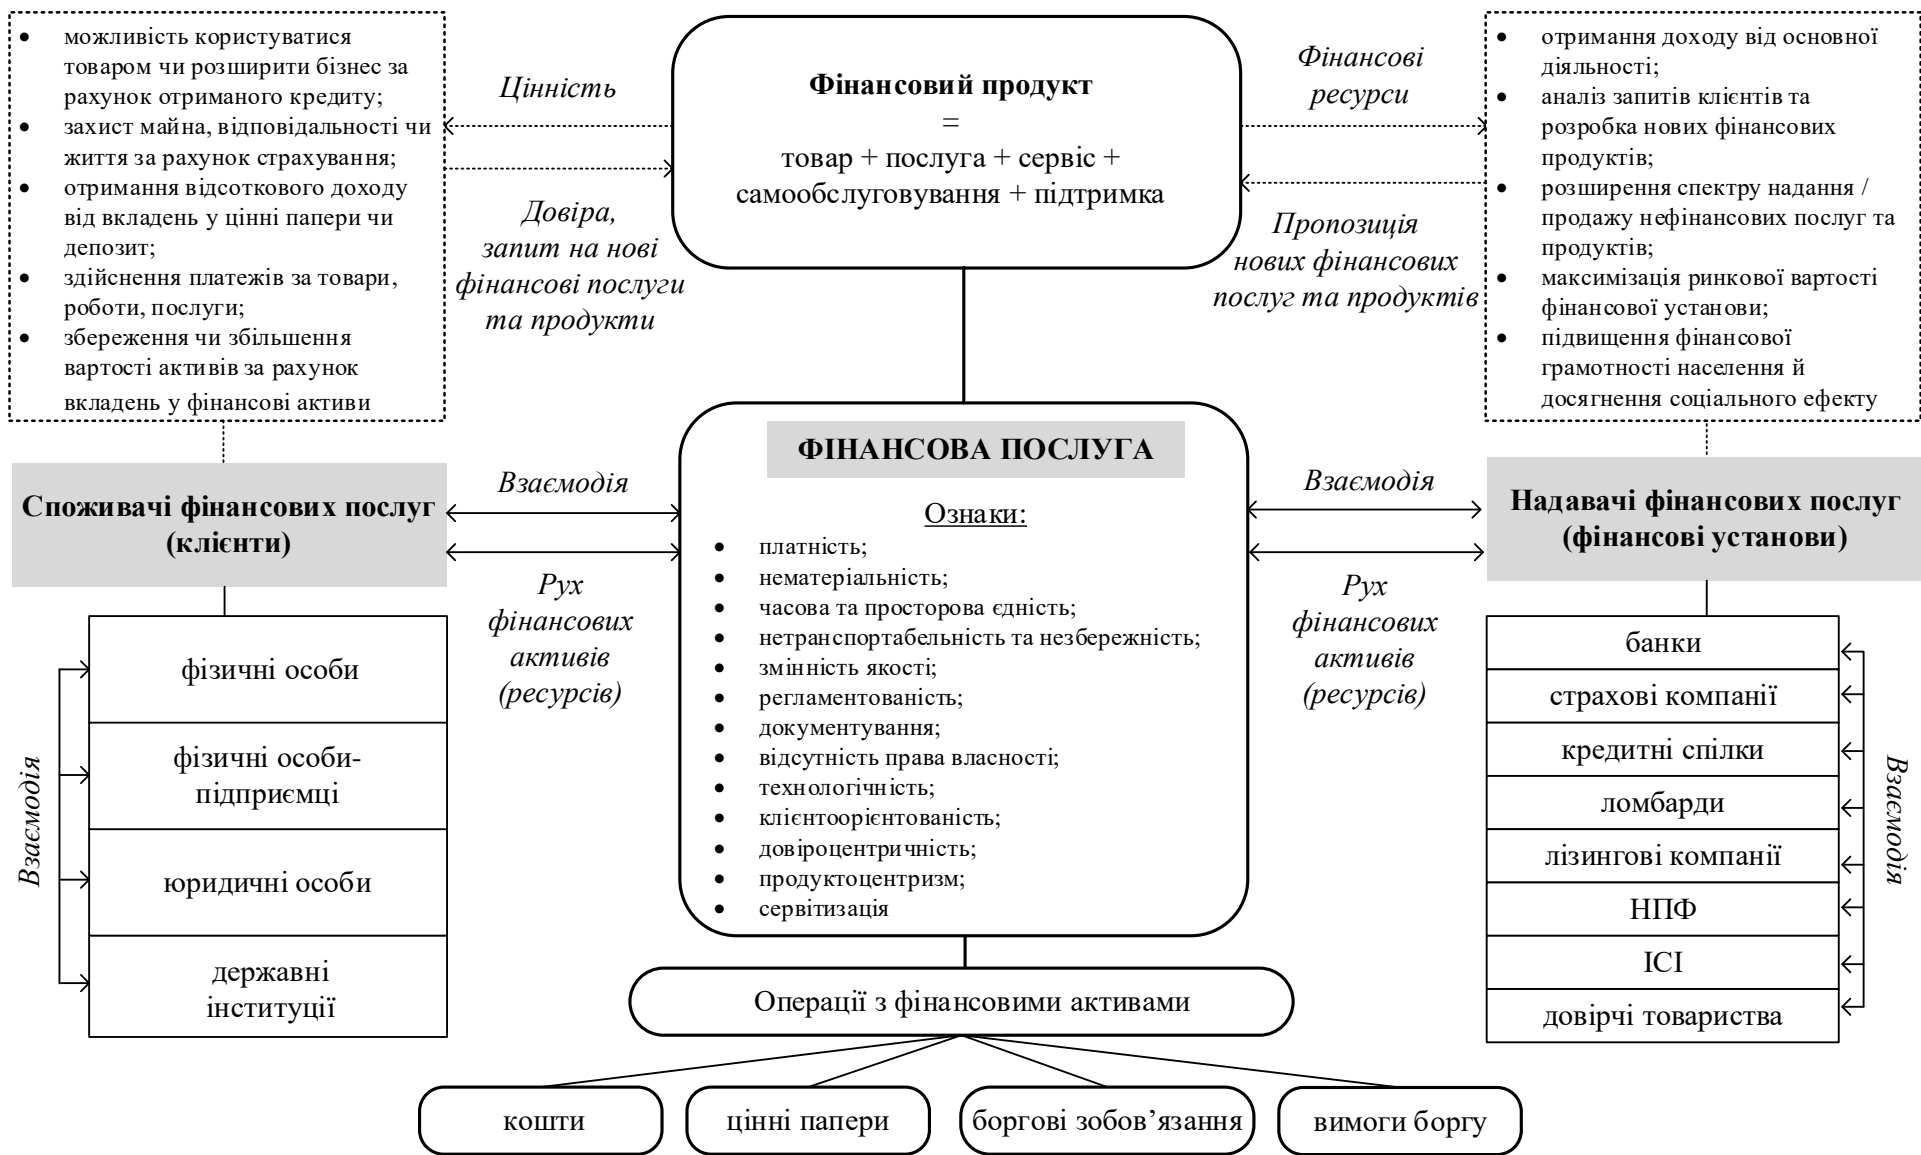 можливість користуватися
товаром чи розширити бізнес за
рахунок отриманого кредиту;
захист майна, відповідальності чи
життя за рахунок страхування;
отримання відсоткового доходу
від вкладень у цінні папери чи
депозит;
здійснення платежів за товари,
роботи, послуги;
збереження чи збільшення
вартості активів за рахунок
вкладень у фінансові активи
Цінність
Довіра,
запит на нові
фінансові послуги
та продукти
Фінансовий продукт
=
товар + послуга + сервіс +
самообслуговування + підтримка
Фінансові
ресурси
Пропозиція
нових фінансових
послуг та продуктів
отримання доходу від основної
діяльності;
аналіз запитів клієнтів та
розробка нових фінансових
продуктів;
розширення спектру надання /
продажу нефінансових послуг та
продуктів;
максимізація ринкової вартості
фінансової установи;
підвищення фінансової
грамотності населення й
досягнення соціального ефекту
Споживачі фінансових послуг
(клієнти)
Взаємодія
Рух
фінансових
активів
(ресурсів)
ФІНАНСОВА ПОСЛУГА
Ознаки:
платність;
нематеріальність;
часова та просторова єдність;
нетранспортабельність та незбережність;
змінність якості;
регламентованість;
документування;
відсутність права власності;
технологічність;
клієнтоорієнтованість;
довіроцентричність;
продуктоцентризм;
сервітизація
Взаємодія
Рух
фінансових
активів
(ресурсів)
Надавачі фінансових послуг
(фінансові установи)
Взаємодія
фізичні особи
фізичні особи-
підприємці
юридичні особи
державні
інституції
банки
страхові компанії
кредитні спілки
ломбарди
лізингові компанії
НПФ
ІСІ
довірчі товариства
Взаємодія
Операції з фінансовими активами
кошти
цінні папери
боргові зобов’язання
вимоги боргу